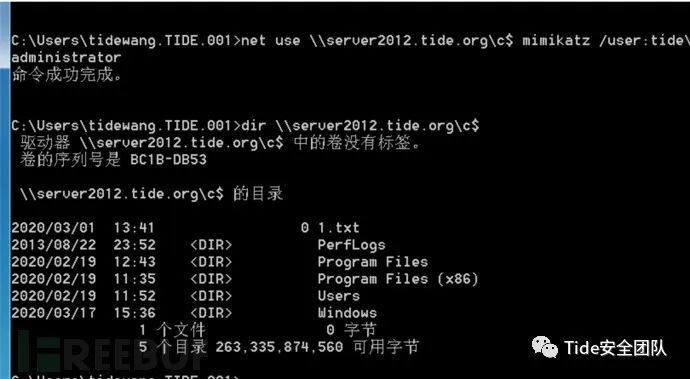 C:\Users\tidewang.TIDE.001>net use \\server2012.tide.org\c$ mimikatz /user:tide\
administrator
命令成功完成。
C:\Users\tidewang.TIDE.001>dir \\server2012.tide.org\c$
驱动器 \\server2012.tide.org\c$ 中的卷没有标签。
卷的序列号是 BC1B-DB53
\\server2012.tide.org\c$ 的目录
2020/03/01 13:41 0 1.txt
2013/08/22 23:52 <DIR> PerfLogs
2020/02/19 12:43 <DIR> Program Files
2020/02/19 11:35 <DIR> Program Files (x86)
2020/02/19 11:52 <DIR> Users
2020/03/17 15:36 <DIR> Windows
1 个文件 0 字节
5 个目录 263,335,874,560 可用字节
FREEBUF
Tide安全团队
C:\Users\tidewang.TIDE.001>